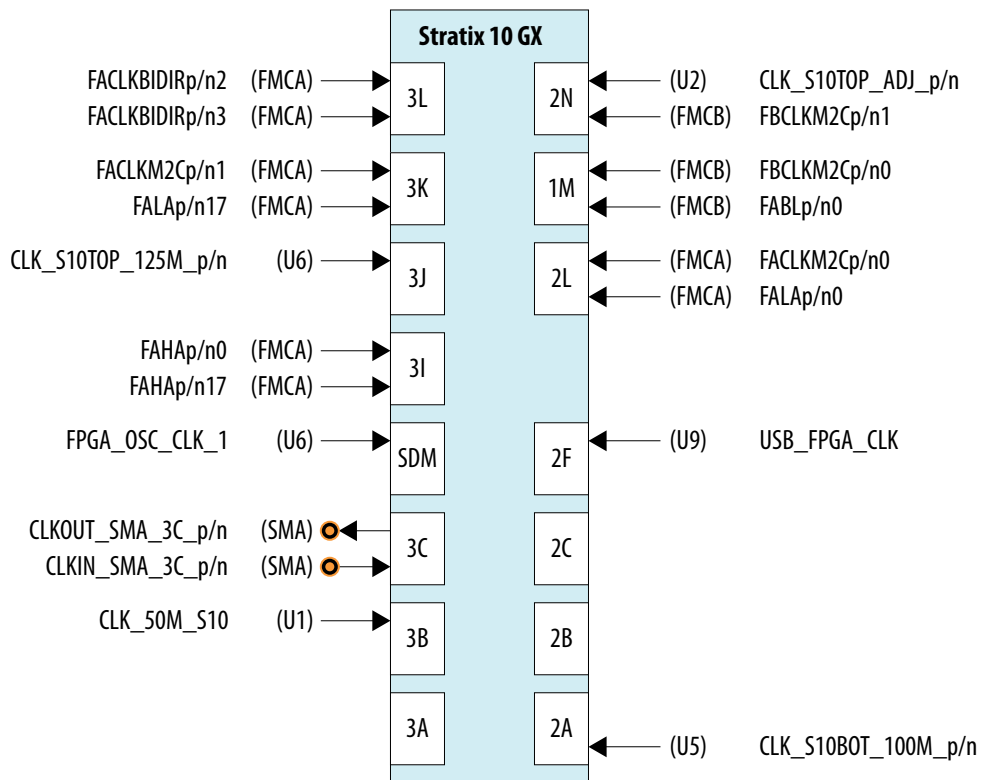 Stratix 10 GX
FACLKBIDIRp/n2 (FMCA) 3L 2N (U2) CLK_S10TOP_ADJ_p/n
FACLKBIDIRp/n3 (FMCA) (FMCB) FBCLKM2Cp/n1
FACLKM2Cp/n1 (FMCA) 3K 1M (FMCB) FBCLKM2Cp/n0
FALAp/n17 (FMCA) (FMCB) FABLp/n0
CLK_S10TOP_125M_p/n (U6) 3J 2L (FMCA) FACLKM2Cp/n0
(FMCA) FALAp/n0
FAHAp/n0 (FMCA) 3I
FAHAp/n17 (FMCA)
FPGA_OSC_CLK_1 (U6) SDM 2F (U9) USB_FPGA_CLK
CLKOUT_SMA_3C_p/n (SMA) 3C 2C
CLKIN_SMA_3C_p/n (SMA)
CLK_50M_S10 (U1) 3B 2B
3A 2A (U5) CLK_S10BOT_100M_p/n